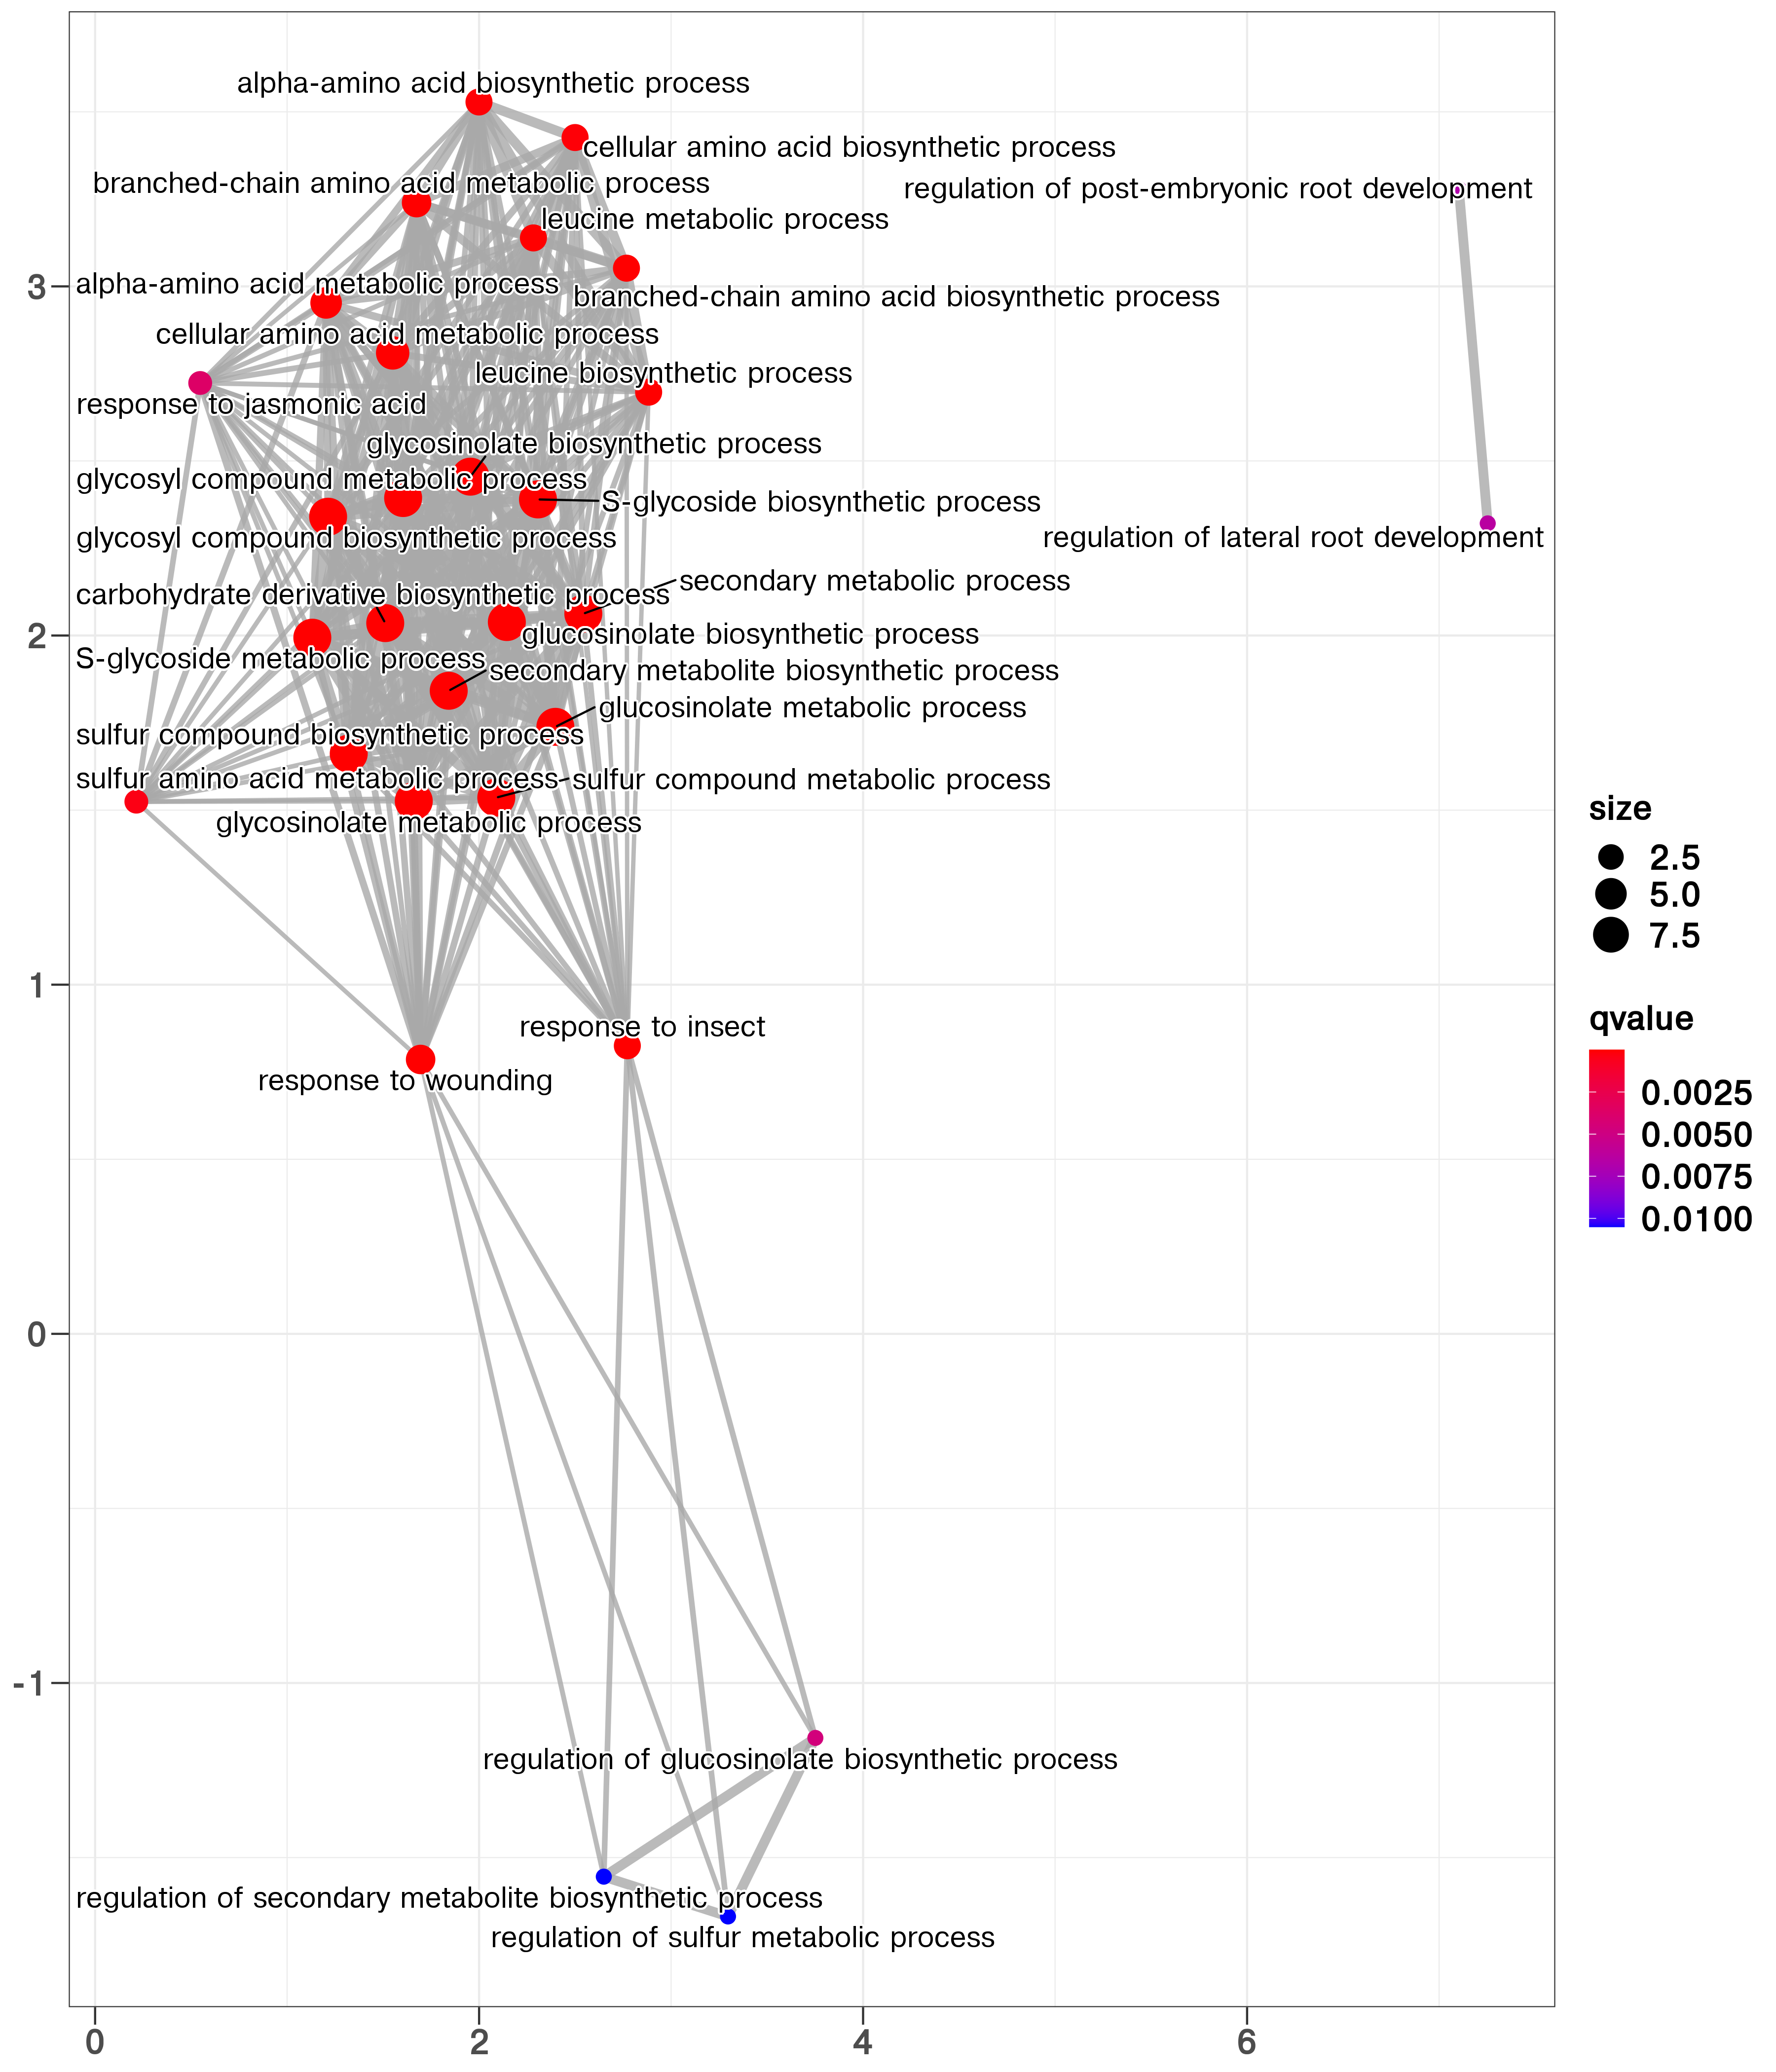 alpha-amino acid biosynthetic process
cellular amino acid biosynthetic process
branched-chain amino acid metabolic process
regulation of post-embryonic root development
leucine metabolic process
alpha-amino acid metabolic process
branched-chain amino acid biosynthetic process
cellular amino acid metabolic process
leucine biosynthetic process
response to jasmonic acid
glycosinolate biosynthetic process
glycosyl compound metabolic process
S-glycoside biosynthetic process
glycosyl compound biosynthetic process
regulation of lateral root development
secondary metabolic process
carbohydrate derivative biosynthetic process
glucosinolate biosynthetic process
S-glycoside metabolic process
secondary metabolite biosynthetic process
glucosinolate metabolic process
sulfur compound biosynthetic process
sulfur amino acid metabolic process
sulfur compound metabolic process
glycosinolate metabolic process
response to insect
response to wounding
regulation of glucosinolate biosynthetic process
regulation of secondary metabolite biosynthetic process
regulation of sulfur metabolic process
3
2
1
0
-1
0
2
4
6
size
2.5
5.0
7.5
qvalue
0.0025
0.0050
0.0075
0.0100